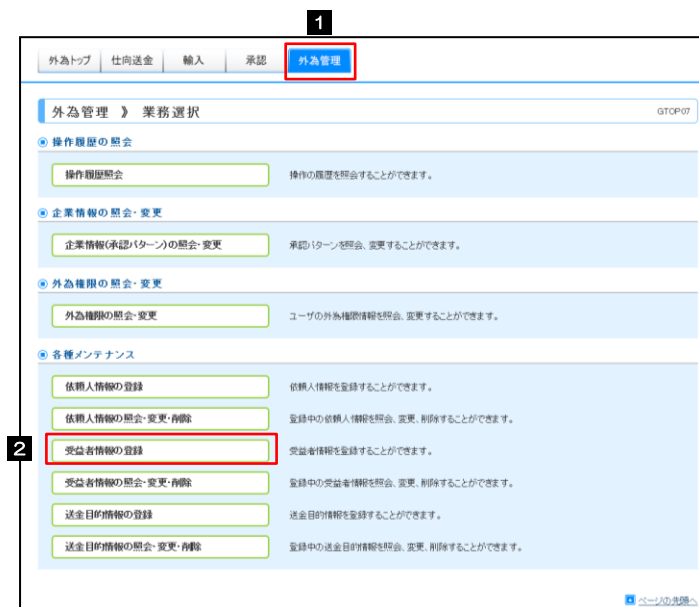 1
外為トップ 仕向送金 輸入 承認 外為管理
外為管理 》 業務選択 GTOP07
操作履歴の照会
操作履歴照会 操作の履歴を照会することができます。
企業情報の照会・変更
企業情報(承認パターン)の照会・変更 承認パターンを照会、変更することができます。
外為権限の照会・変更
外為権限の照会・変更 ユーザの外為権限情報を照会、変更することができます。
各種メンテナンス
依頼人情報の登録 依頼人情報を登録することができます。
依頼人情報の照会・変更・削除 登録中の依頼人情報を照会、変更、削除することができます。
2 受益者情報の登録 受益者情報を登録することができます。
受益者情報の照会・変更・削除 登録中の受益者情報を照会、変更、削除することができます。
送金目的情報の登録 送金目的情報を登録することができます。
送金目的情報の照会・変更・削除 登録中の送金目的情報を照会、変更、削除することができます。
ページの先頭へ